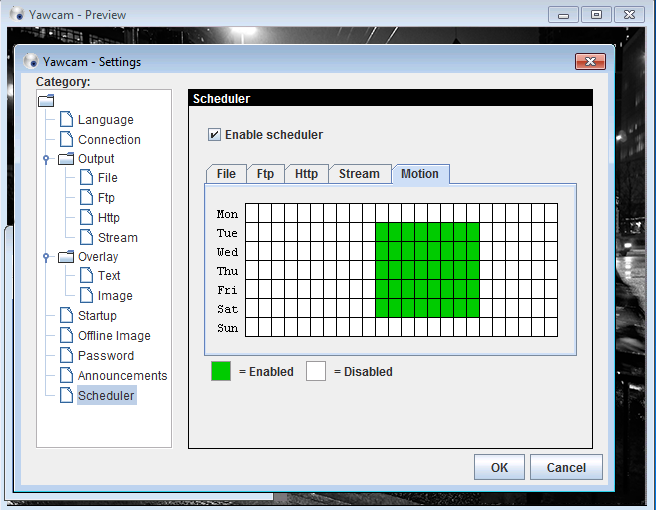 Yawcam - Preview
Yawcam - Settings
Category:
Language
Connection
Output
File
Ftp
Http
Stream
Overlay
Text
Image
Startup
Offline Image
Password
Announcements
Scheduler
Scheduler
Enable scheduler
File Ftp Http Stream Motion
Mon
Tue
Wed
Thu
Fri
Sat
Sun
= Enabled = Disabled
OK Cancel